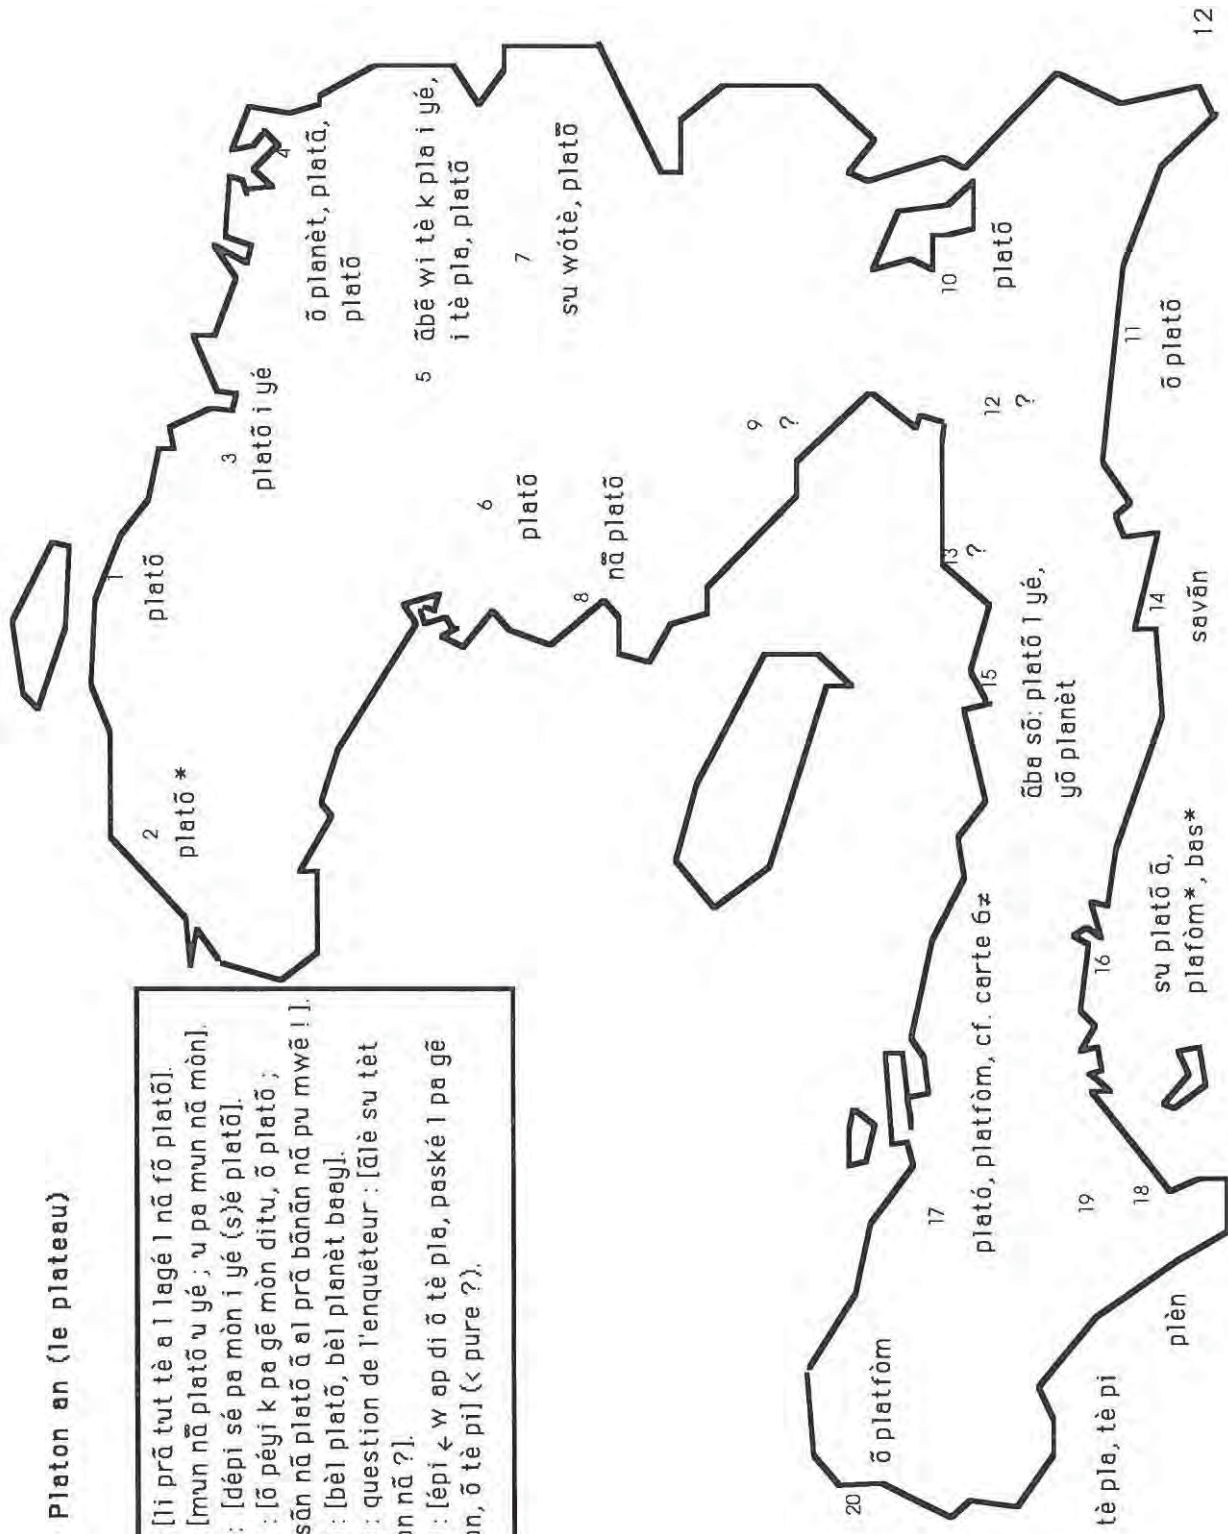 Platon an (le plateau)
[li prã tut tè a l lagé l nã fõ platõ].
[mun nã platõ u yé ; u pa mun nã mòn].
: [dépi sé pa mòn i yé (s)é platõ].
: [õ péyi k pa gẽ mòn ditu, õ platõ ;
sãn nã platõ ã al prã bãnãn nã pu mwẽ !].
: [bèl platõ, bèl planèt baay].
: question de l'enquêteur : [ãlè su tèt
on nã ?].
: [épi ← w ap di õ tè pla, paské l pa gẽ
on, õ tè pi] (< pure ?).
1
platõ
2
platõ *
3
platõ i yé
4
õ planèt, platã,
platõ
5 ãbẽ wi tè k pla i yé,
i tè pla, platõ
6
platõ
7
su wótè, platõ
8
nã platõ
9
?
10
platõ
11
õ platõ
12
?
13
?
14
savãn
15
ãba sõ: platõ l yé,
yõ planèt
16
su platõ ã,
plafòm*, bas*
17
plató, platfòm, cf. carte 6≠
18
plèn
19
tè pla, tè pi
20
õ platfòm
12